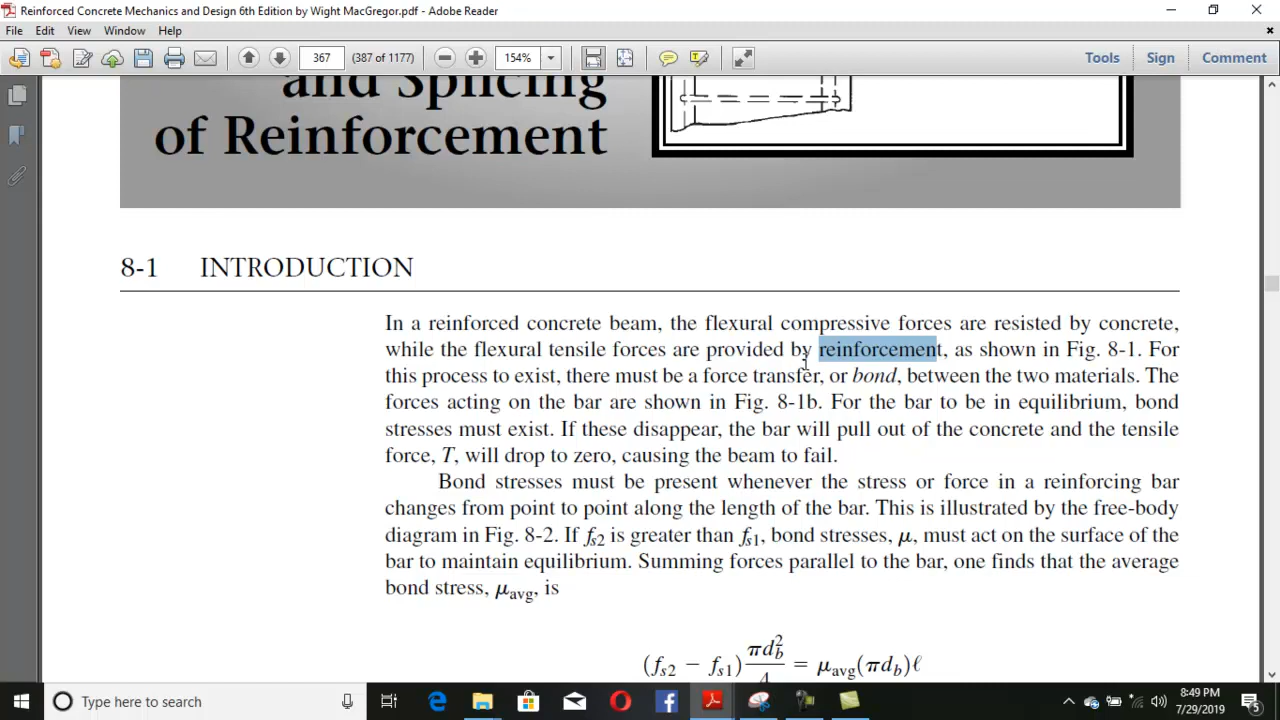 Reinforced Concrete Mechanics and Design 6th Edition by Wight MacGregor.pdf - Adobe Reader
File Edit View Window Help
367 (387 of 1177) 154% Tools Sign Comment
and Splicing
of Reinforcement
8-1 INTRODUCTION
In a reinforced concrete beam, the flexural compressive forces are resisted by concrete,
while the flexural tensile forces are provided by reinforcement, as shown in Fig. 8-1. For
this process to exist, there must be a force transfer, or bond, between the two materials. The
forces acting on the bar are shown in Fig. 8-1b. For the bar to be in equilibrium, bond
stresses must exist. If these disappear, the bar will pull out of the concrete and the tensile
force, T, will drop to zero, causing the beam to fail.
Bond stresses must be present whenever the stress or force in a reinforcing bar
changes from point to point along the length of the bar. This is illustrated by the free-body
diagram in Fig. 8-2. If fs2 is greater than fs1, bond stresses, μ, must act on the surface of the
bar to maintain equilibrium. Summing forces parallel to the bar, one finds that the average
bond stress, μavg, is
(fs2 − fs1) πdb²/4 = μavg(πdb)ℓ
Type here to search
8:49 PM
7/29/2019
5